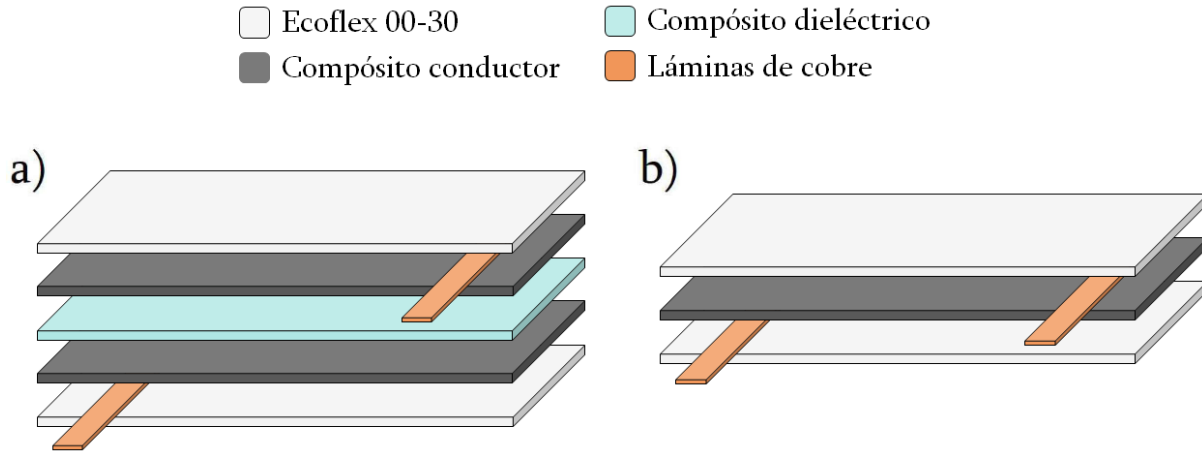 Ecoflex 00-30
Compósito dieléctrico
Compósito conductor
Láminas de cobre
a)
b)